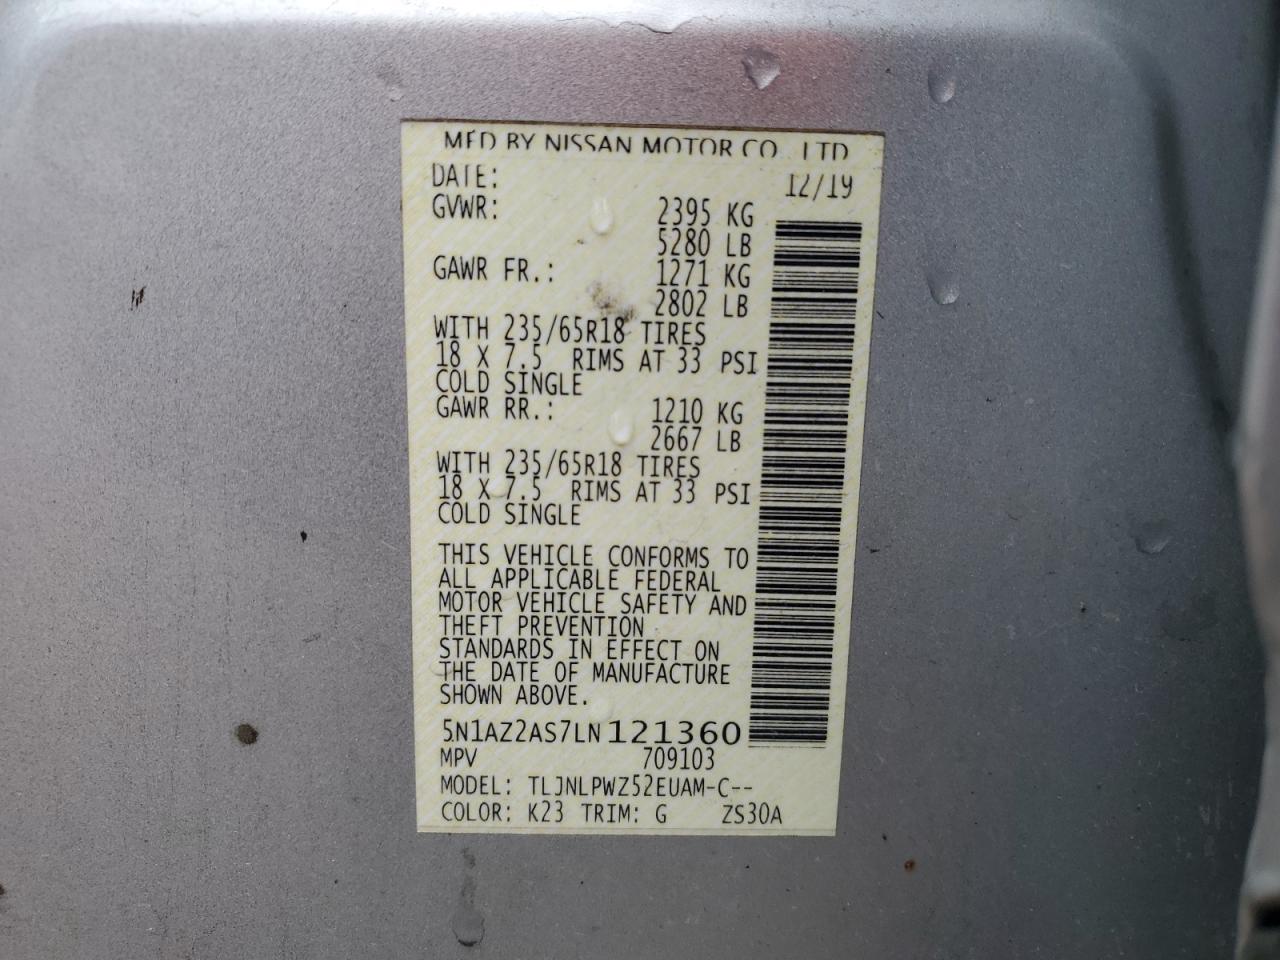 MFD BY NISSAN MOTOR CO., LTD
DATE: 12/19
GVWR: 2395 KG
5280 LB
GAWR FR.: 1271 KG
2802 LB
WITH 235/65R18 TIRES
18 X 7.5 RIMS AT 33 PSI
COLD SINGLE
GAWR RR.: 1210 KG
2667 LB
WITH 235/65R18 TIRES
18 X 7.5 RIMS AT 33 PSI
COLD SINGLE
THIS VEHICLE CONFORMS TO
ALL APPLICABLE FEDERAL
MOTOR VEHICLE SAFETY AND
THEFT PREVENTION
STANDARDS IN EFFECT ON
THE DATE OF MANUFACTURE
SHOWN ABOVE.
5N1AZ2AS7LN121360
MPV 709103
MODEL: TLJNLPWZ52EUAM-C--
COLOR: K23 TRIM: G ZS30A